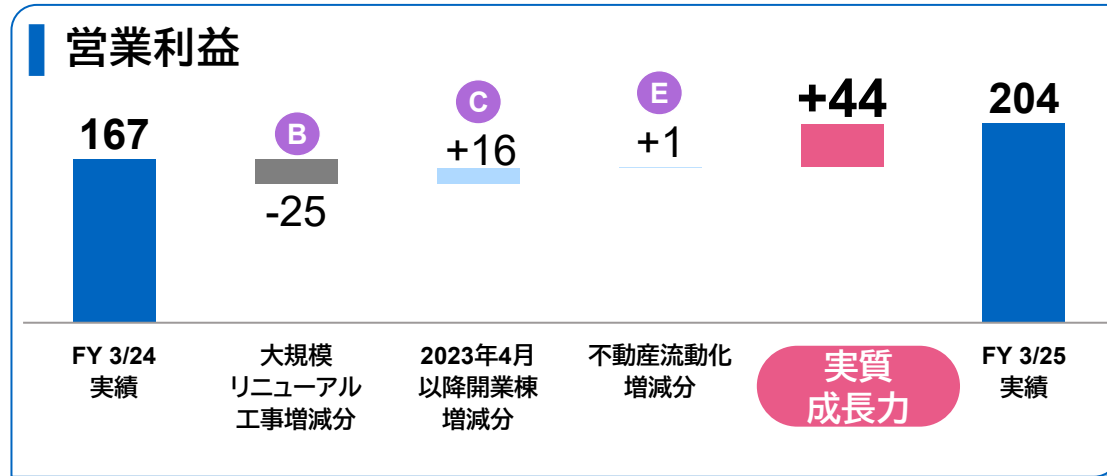 営業利益
167
B
-25
C
+16
E
+1
+44
204
FY 3/24
実績
大規模
リニューアル
工事増減分
2023年4月
以降開業棟
増減分
不動産流動化
増減分
実質
成長力
FY 3/25
実績